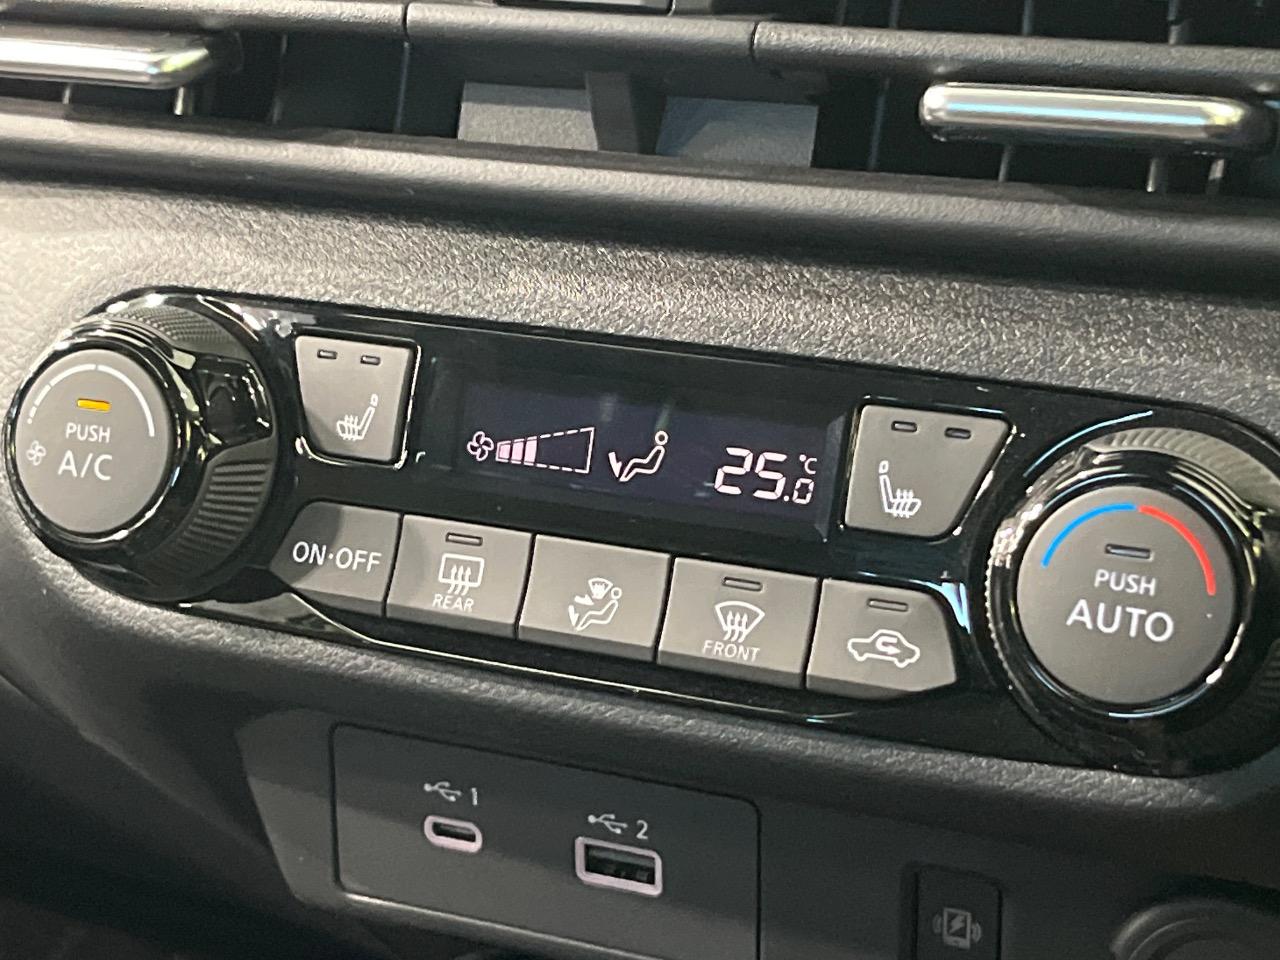 PUSH
A/C
25.0 °C
ON·OFF
REAR
FRONT
PUSH
AUTO
1
2